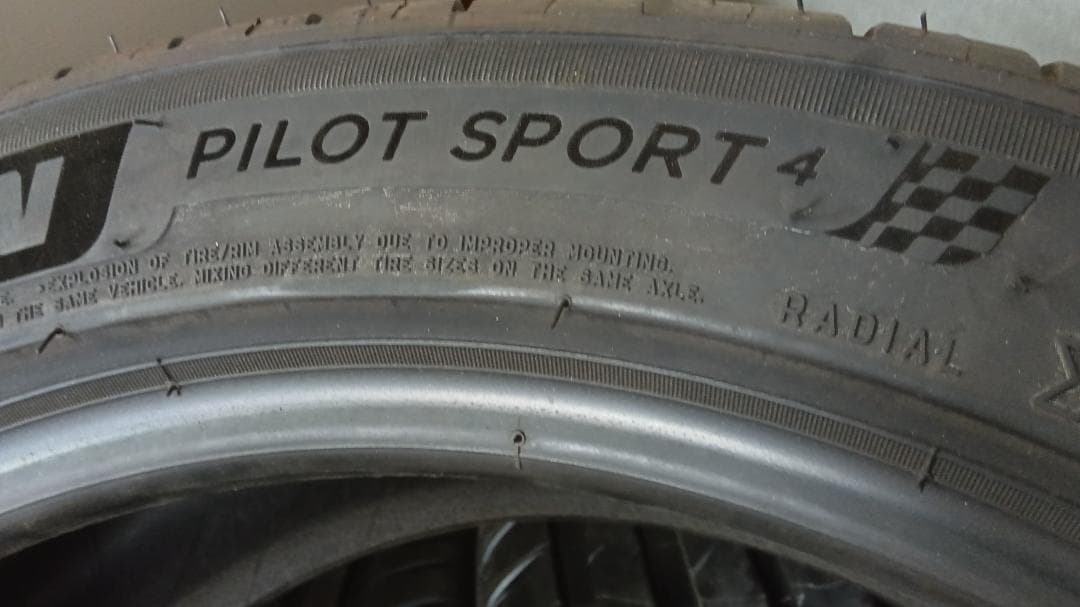 N
PILOT SPORT 4
EXPLOSION OF TIRE/RIM ASSEMBLY DUE TO IMPROPER MOUNTING.
THE SAME VEHICLE. MIXING DIFFERENT TIRE SIZES ON THE SAME AXLE.
RADIAL